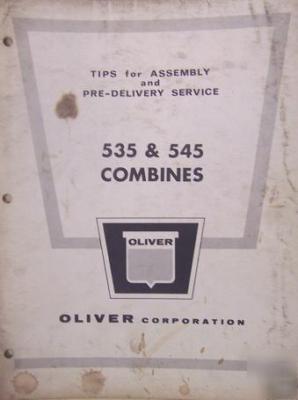 TIPS for ASSEMBLY
and
PRE-DELIVERY SERVICE
535 & 545
COMBINES
OLIVER
OLIVER CORPORATION